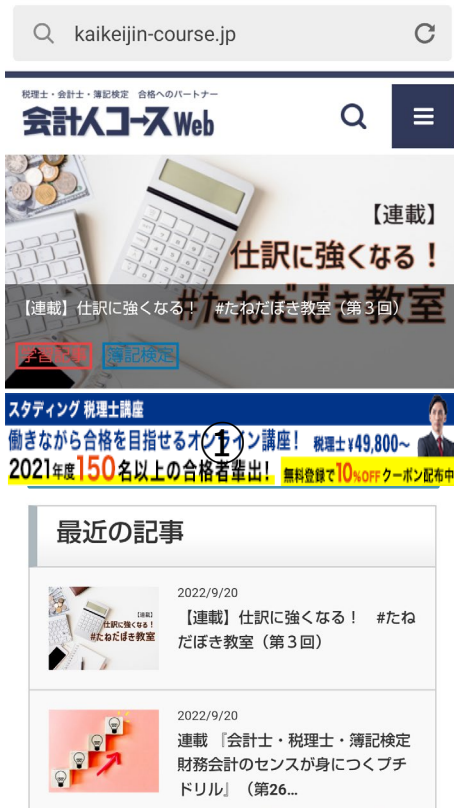 kaikeijin-course.jp
税理士・会計士・簿記検定 合格へのパートナー
会計人コースWeb
【連載】
仕訳に強くなる！
#たねだぼき教室
【連載】仕訳に強くなる！ #たねだぼき教室（第３回）
学習記事 簿記検定
スタディング 税理士講座
働きながら合格を目指せるオンライン講座! 税理士¥49,800～
①
2021年度150名以上の合格者輩出! 無料登録で10%OFFクーポン配布中
最近の記事
【連載】
仕訳に強くなる！
#たねだぼき教室
2022/9/20
【連載】仕訳に強くなる！ #たね
だぼき教室（第３回）
2022/9/20
連載 『会計士・税理士・簿記検定
財務会計のセンスが身につくプチ
ドリル』（第26...